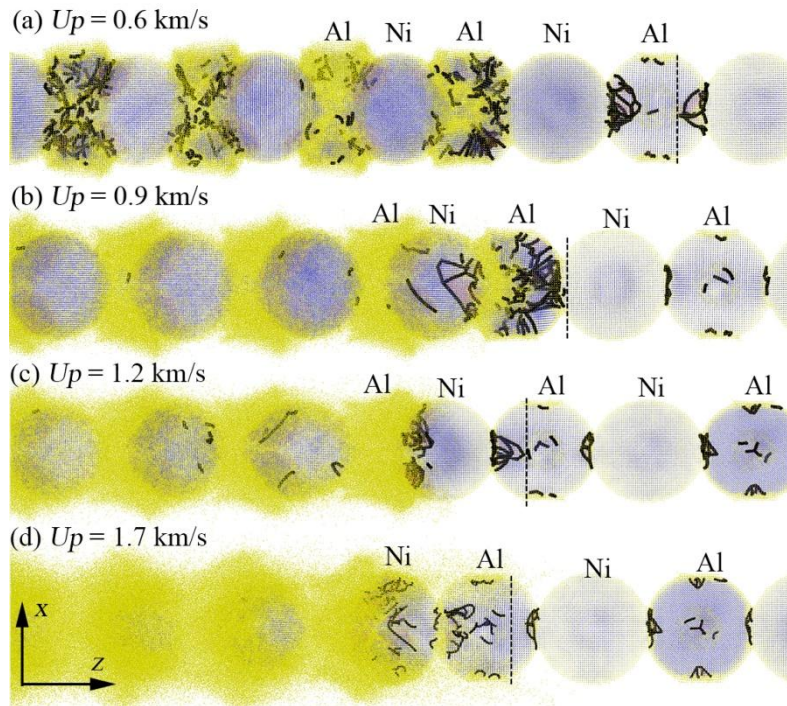 (a) Up = 0.6 km/s
Al Ni Al Ni Al
(b) Up = 0.9 km/s
Al Ni Al Ni Al
(c) Up = 1.2 km/s
Al Ni Al Ni Al
(d) Up = 1.7 km/s
Ni Al Ni Al
x
z